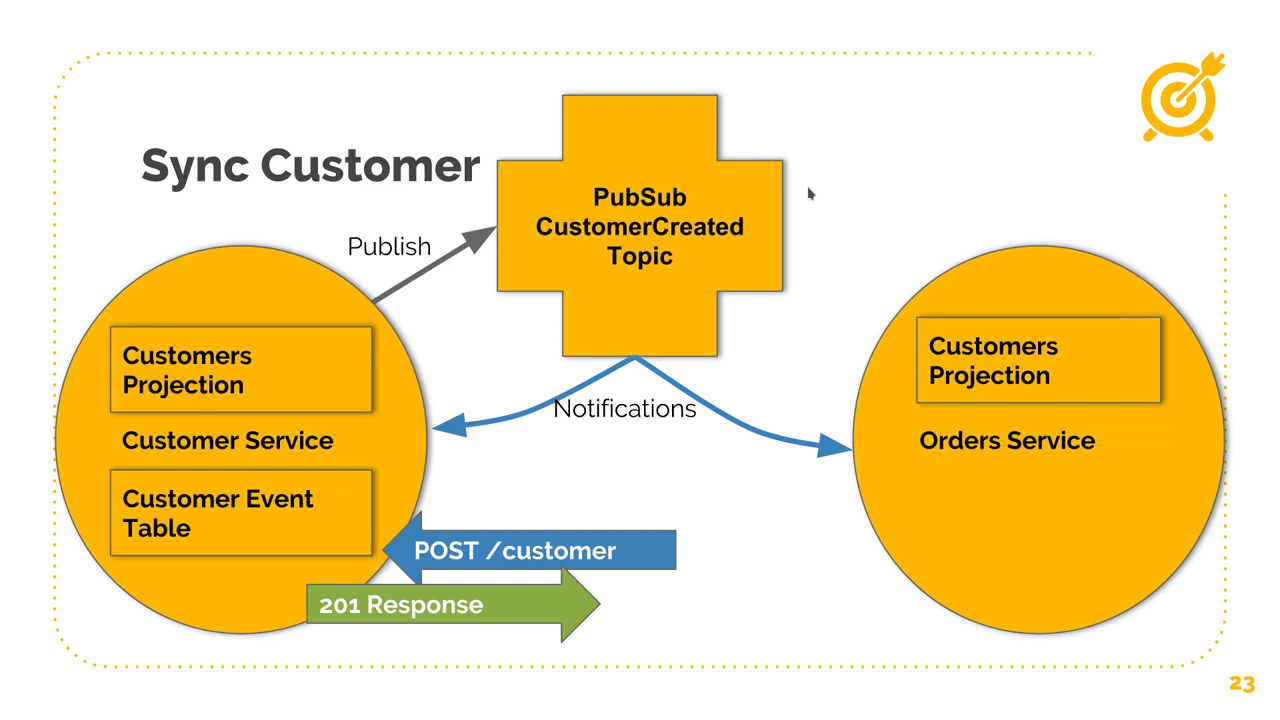 Sync Customer
PubSub
CustomerCreated
Topic
Publish
Notifications
Customers
Projection
Customer Service
Customer Event
Table
POST /customer
201 Response
Customers
Projection
Orders Service
23